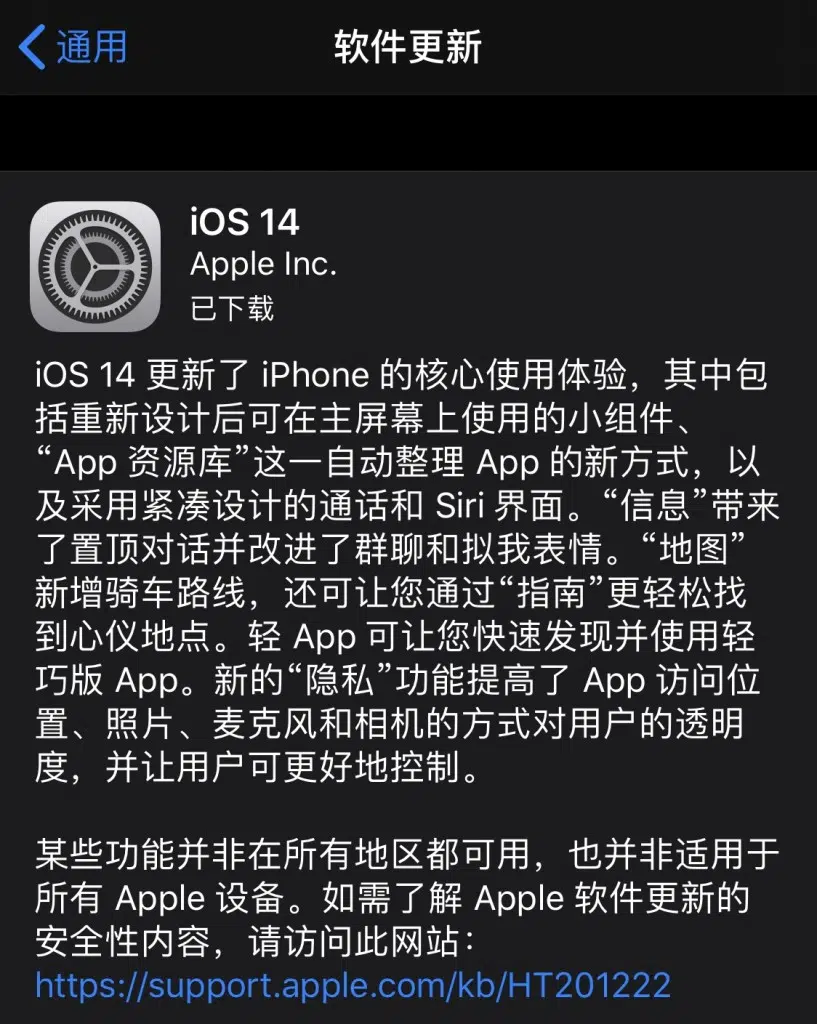 通用
软件更新
iOS 14
Apple Inc.
已下载
iOS 14 更新了 iPhone 的核心使用体验，其中包
括重新设计后可在主屏幕上使用的小组件、
“App 资源库”这一自动整理 App 的新方式，以
及采用紧凑设计的通话和 Siri 界面。“信息”带来
了置顶对话并改进了群聊和拟我表情。“地图”
新增骑车路线，还可让您通过“指南”更轻松找
到心仪地点。轻 App 可让您快速发现并使用轻
巧版 App。新的“隐私”功能提高了 App 访问位
置、照片、麦克风和相机的方式对用户的透明
度，并让用户可更好地控制。
某些功能并非在所有地区都可用，也并非适用于
所有 Apple 设备。如需了解 Apple 软件更新的
安全性内容，请访问此网站：
https://support.apple.com/kb/HT201222